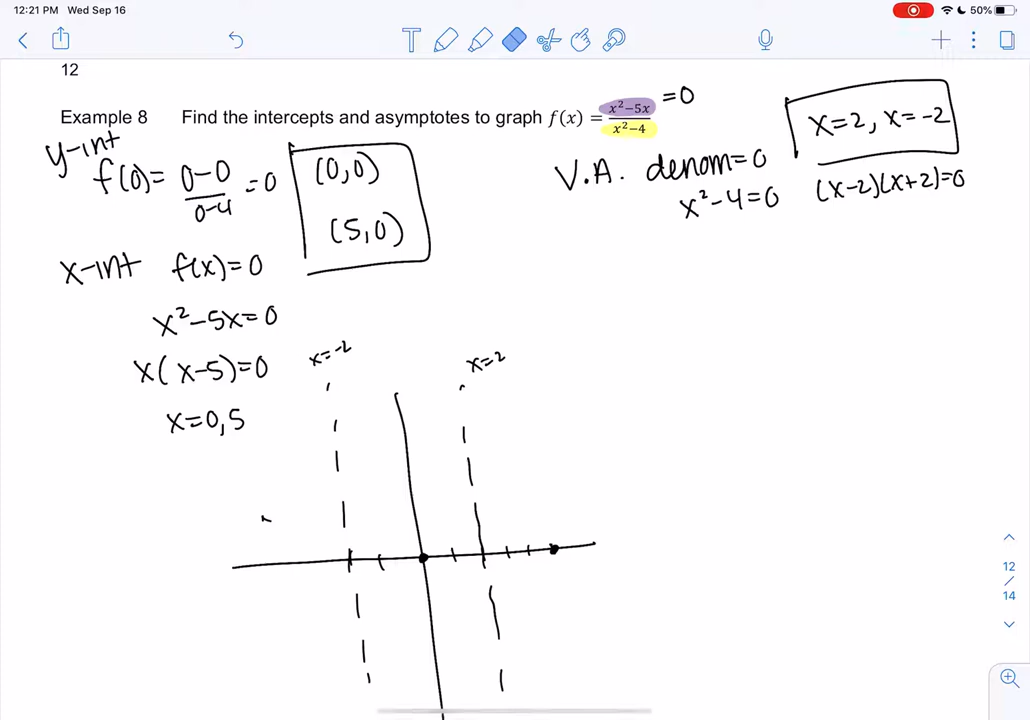 12:21 PM Wed Sep 16
50%
12
Example 8 Find the intercepts and asymptotes to graph f(x) = x²−5x / x²−4 = 0
y-int
f(0) = 0−0 / 0−4 = 0
(0,0)
(5,0)
x-int f(x)=0
x²−5x=0
x(x−5)=0
x=0,5
V.A. denom=0
x²−4=0
(x−2)(x+2)=0
x=2, x=-2
x=-2
x=2
12
/
14